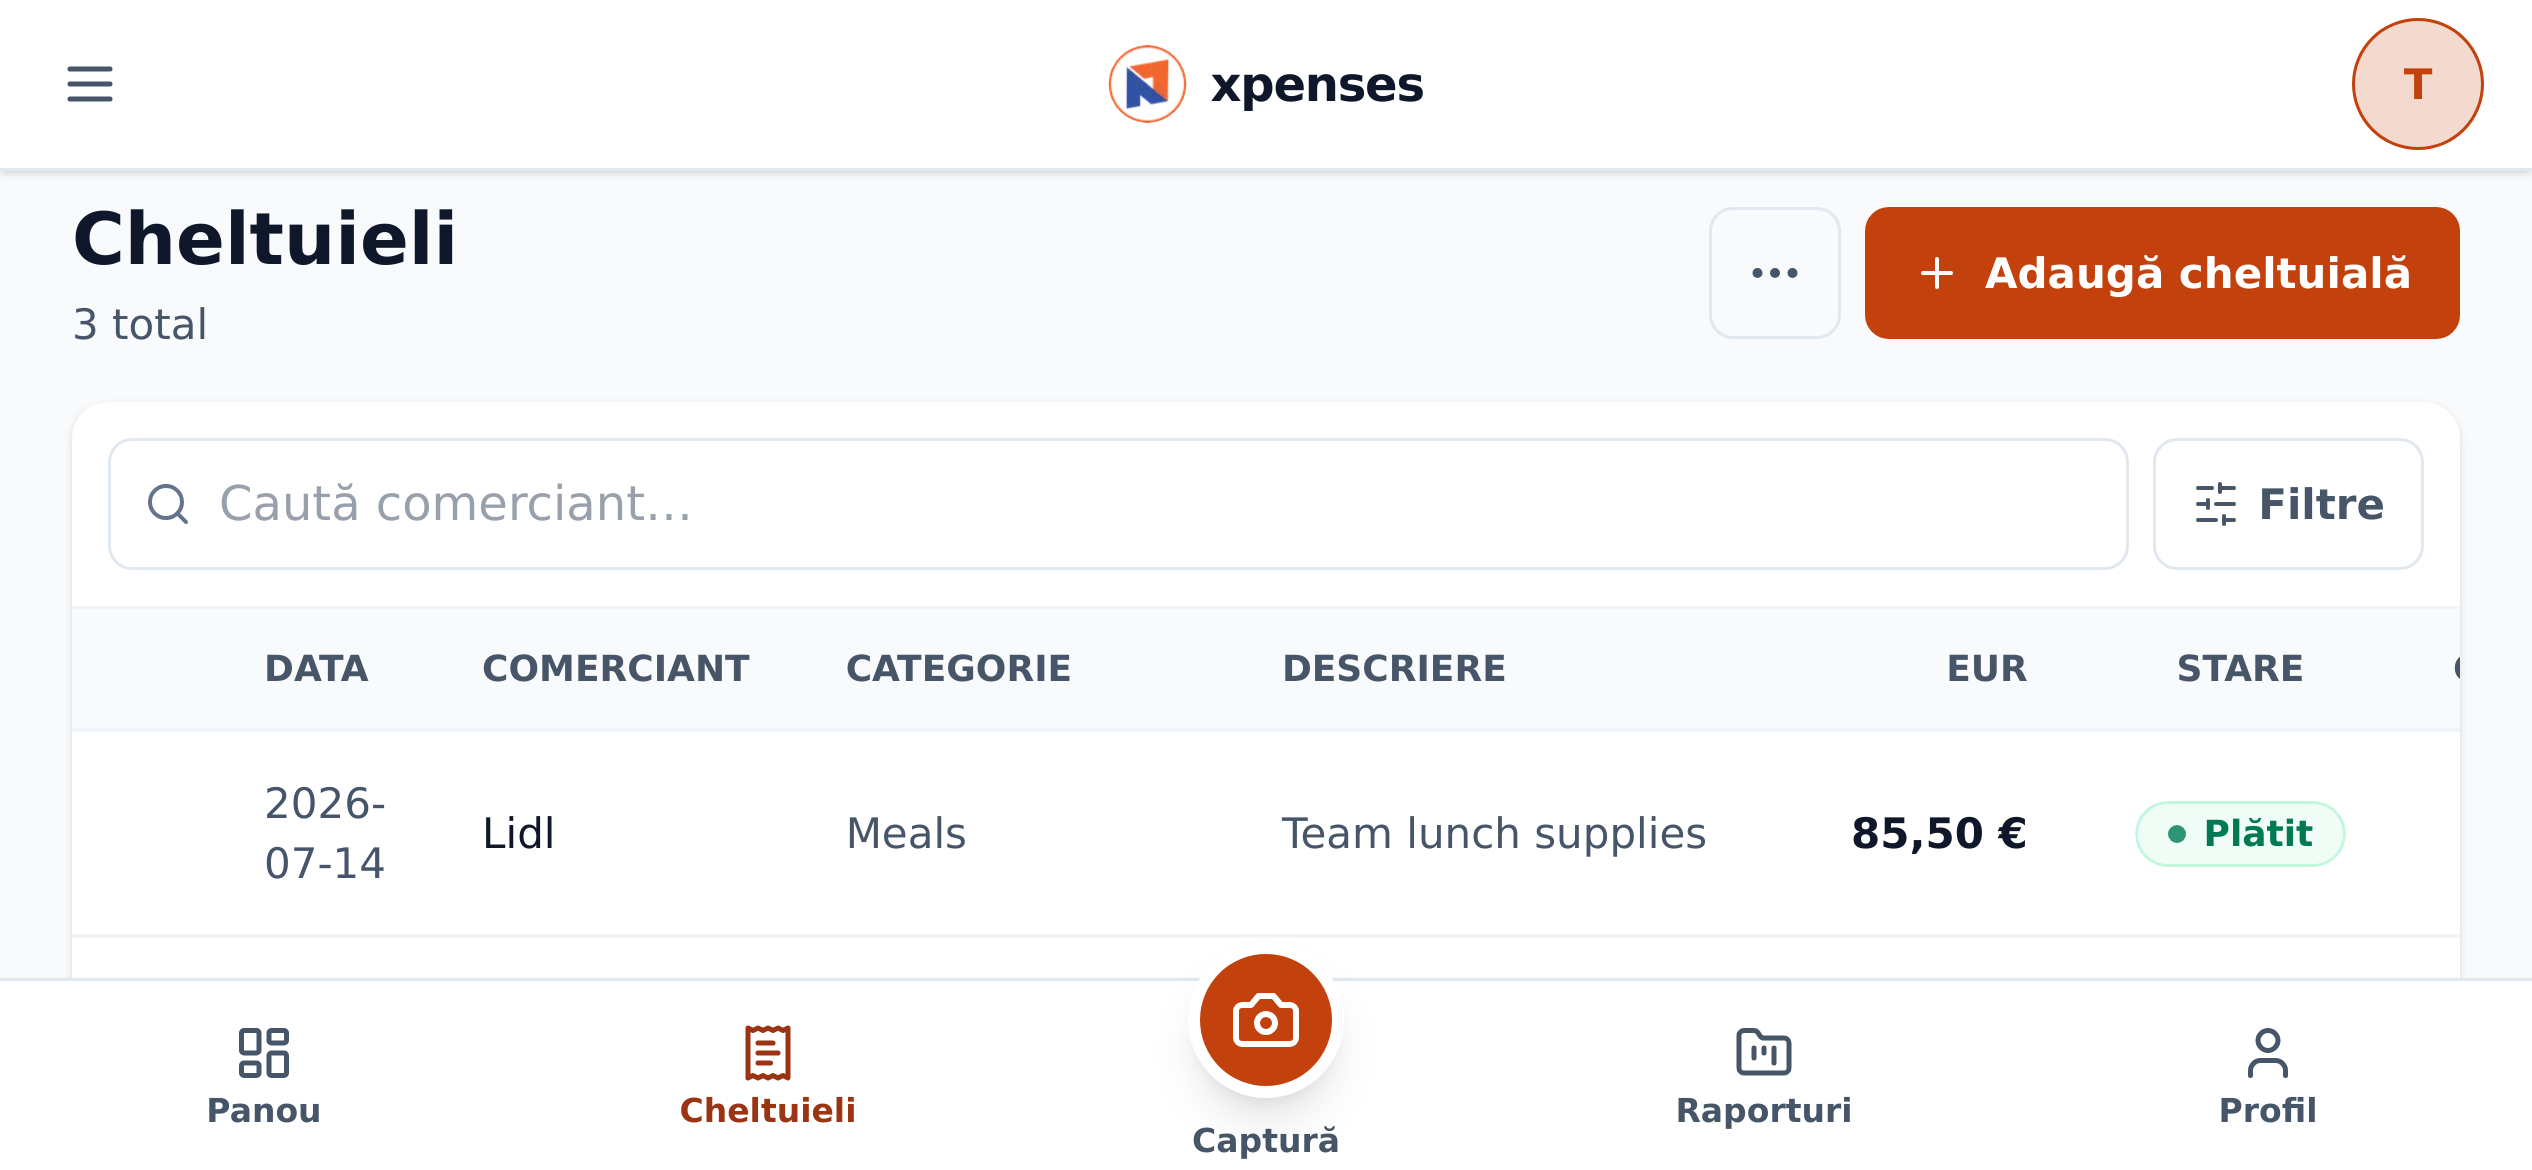 xpenses
T
Cheltuieli
3 total
Adaugă cheltuială
Caută comerciant...
Filtre
DATA COMERCIANT CATEGORIE DESCRIERE EUR STARE
2026-
07-14
Lidl Meals Team lunch supplies 85,50 € Plătit
Panou
Cheltuieli
Captură
Raporturi
Profil